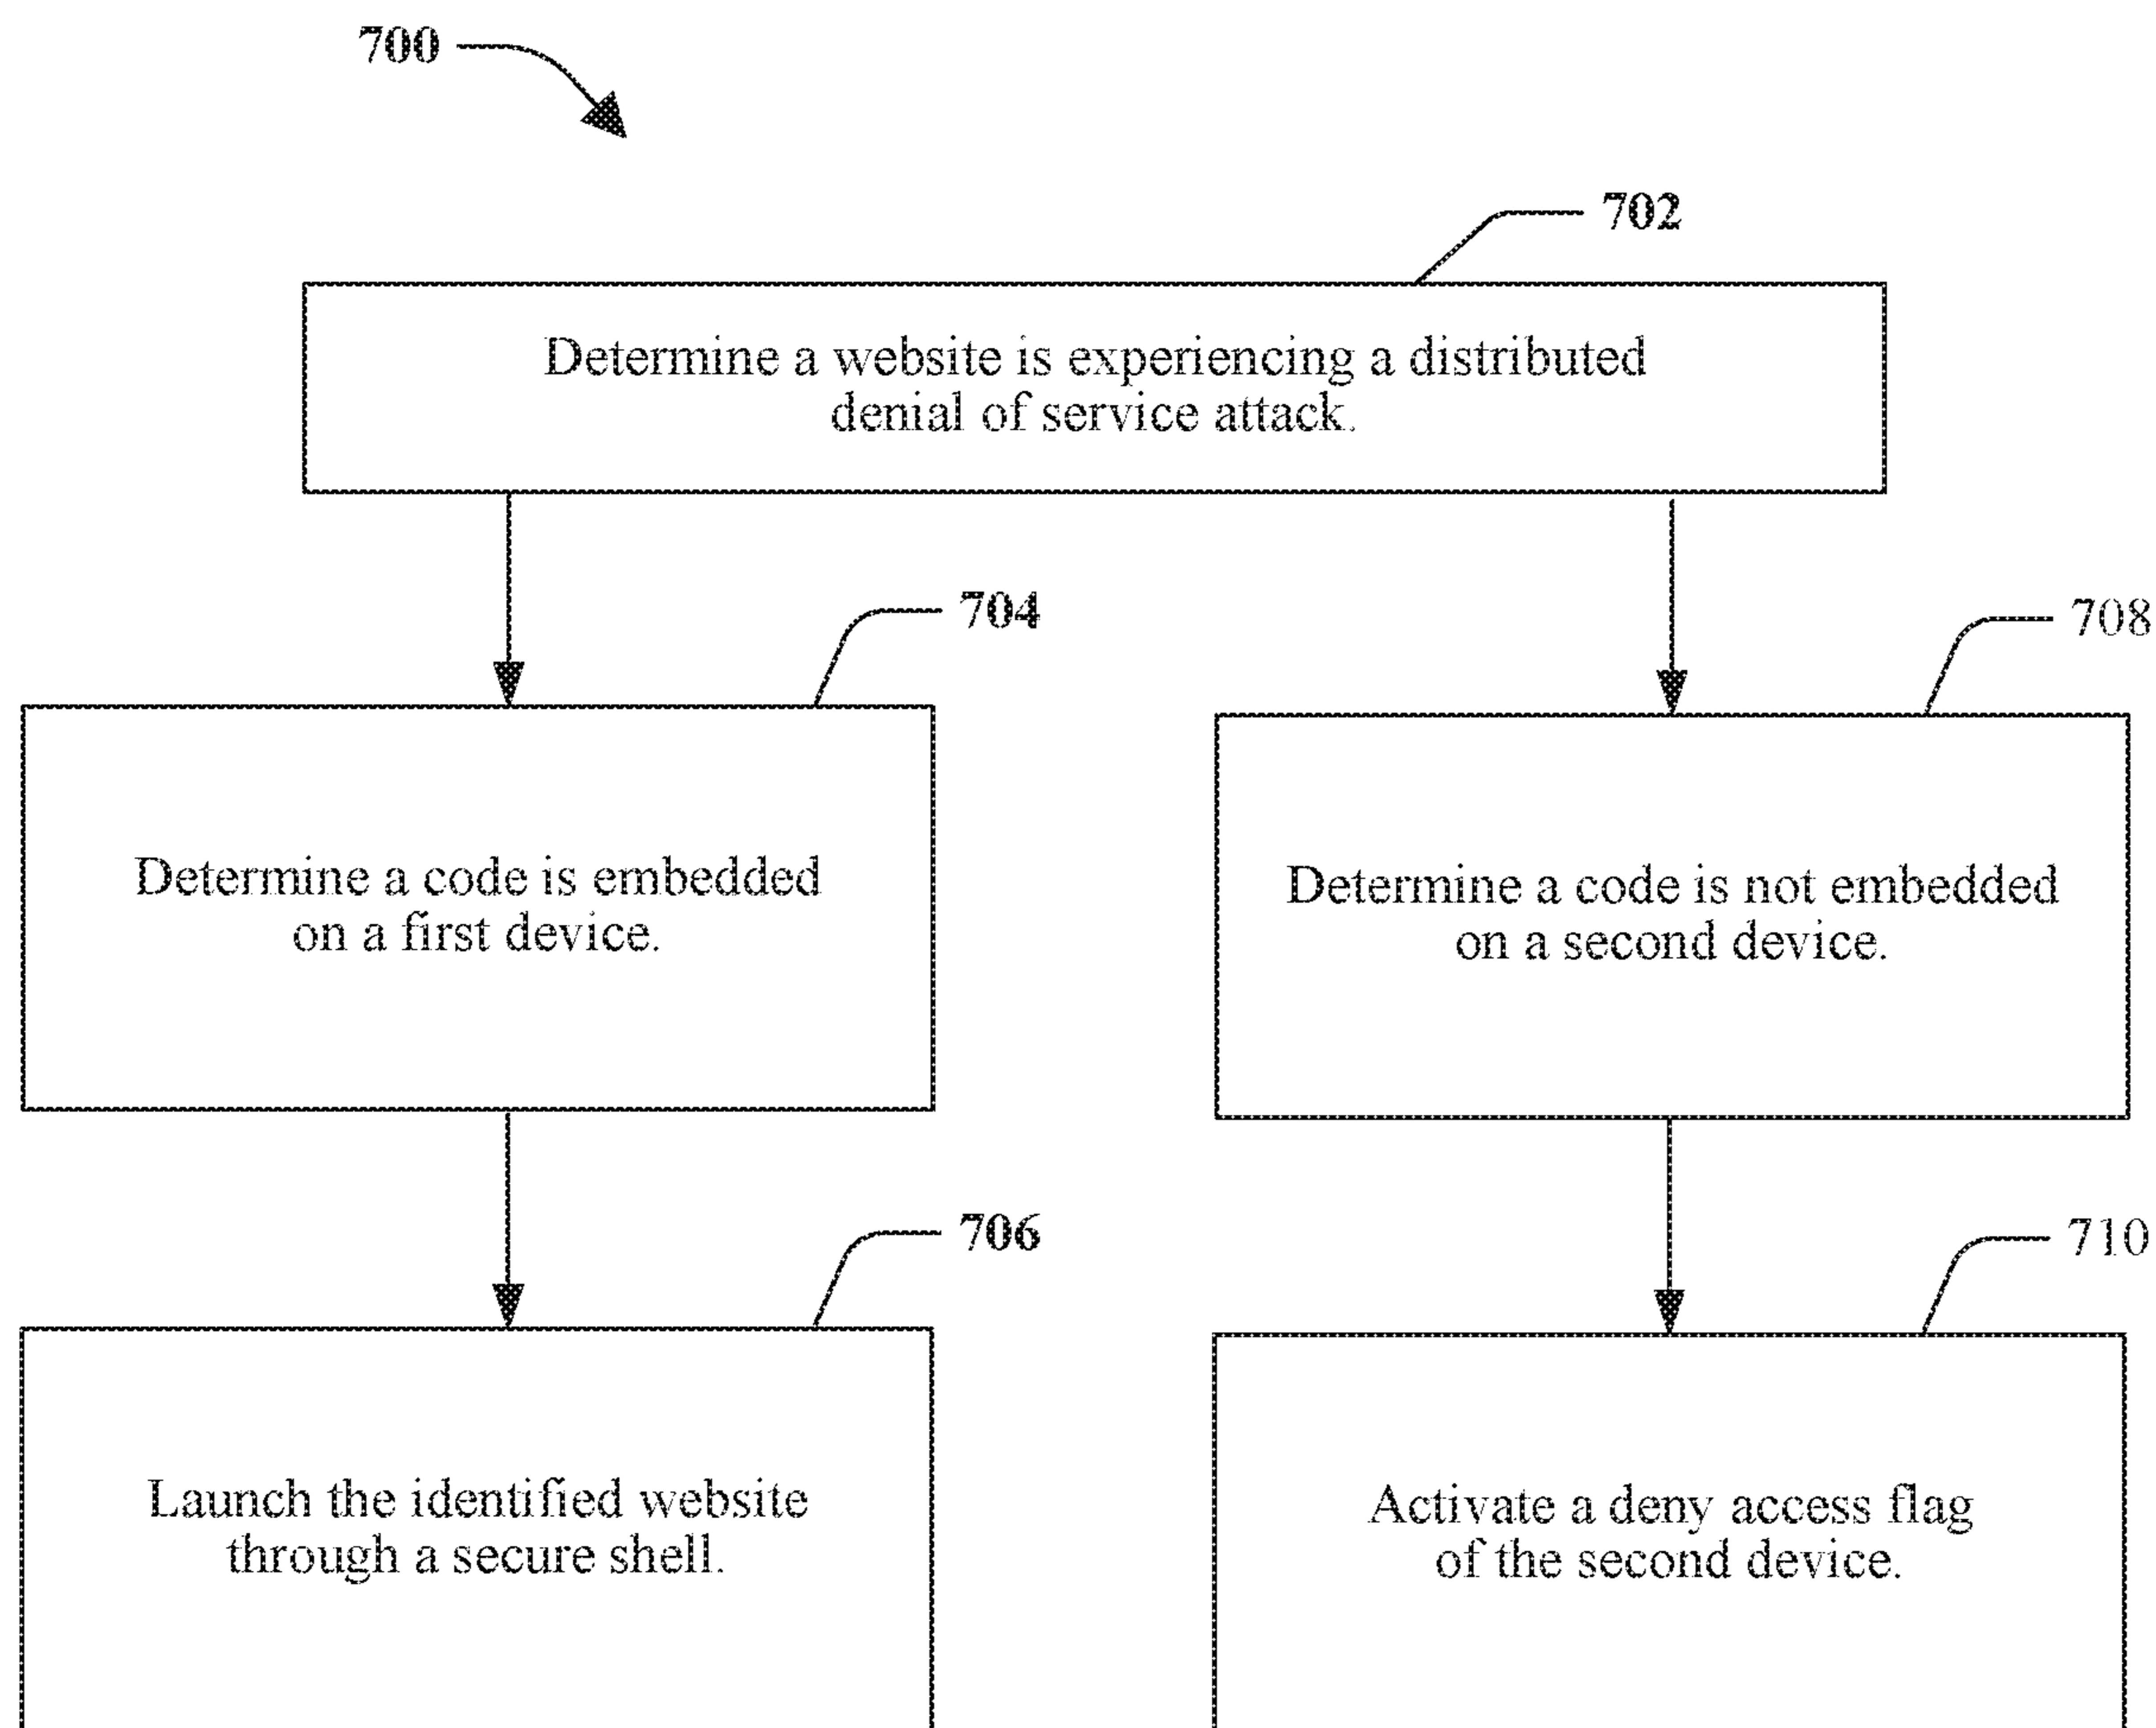 700
702
Determine a website is experiencing a distributed
denial of service attack.
704
708
Determine a code is embedded
on a first device.
Determine a code is not embedded
on a second device.
706
710
Launch the identified website
through a secure shell.
Activate a deny access flag
of the second device.